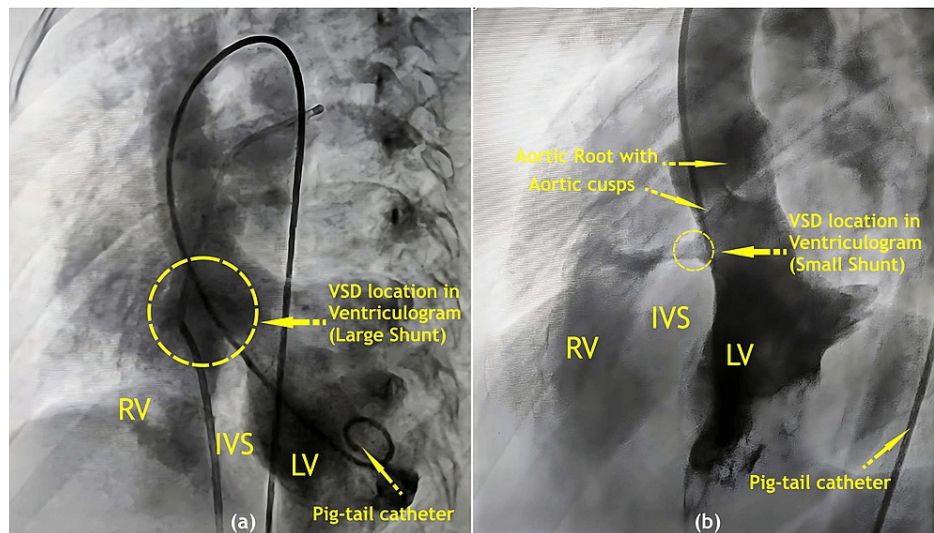 VSD location in
Ventriculogram
(Large Shunt)
RV
IVS
LV
Pig-tail catheter
(a)
Aortic Root with
Aortic cusps
VSD location in
Ventriculogram
(Small Shunt)
IVS
RV
LV
Pig-tail catheter
(b)